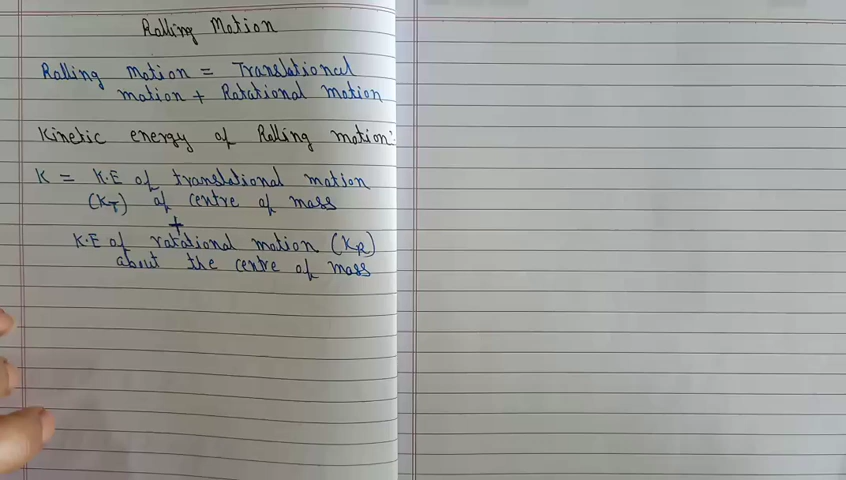 Rolling Motion
Rolling Motion = Translational
motion + Rotational motion
Kinetic energy of Rolling motion:
K = K.E of translational motion
(KT) of centre of mass
+
K.E of rotational motion (KR)
about the centre of mass